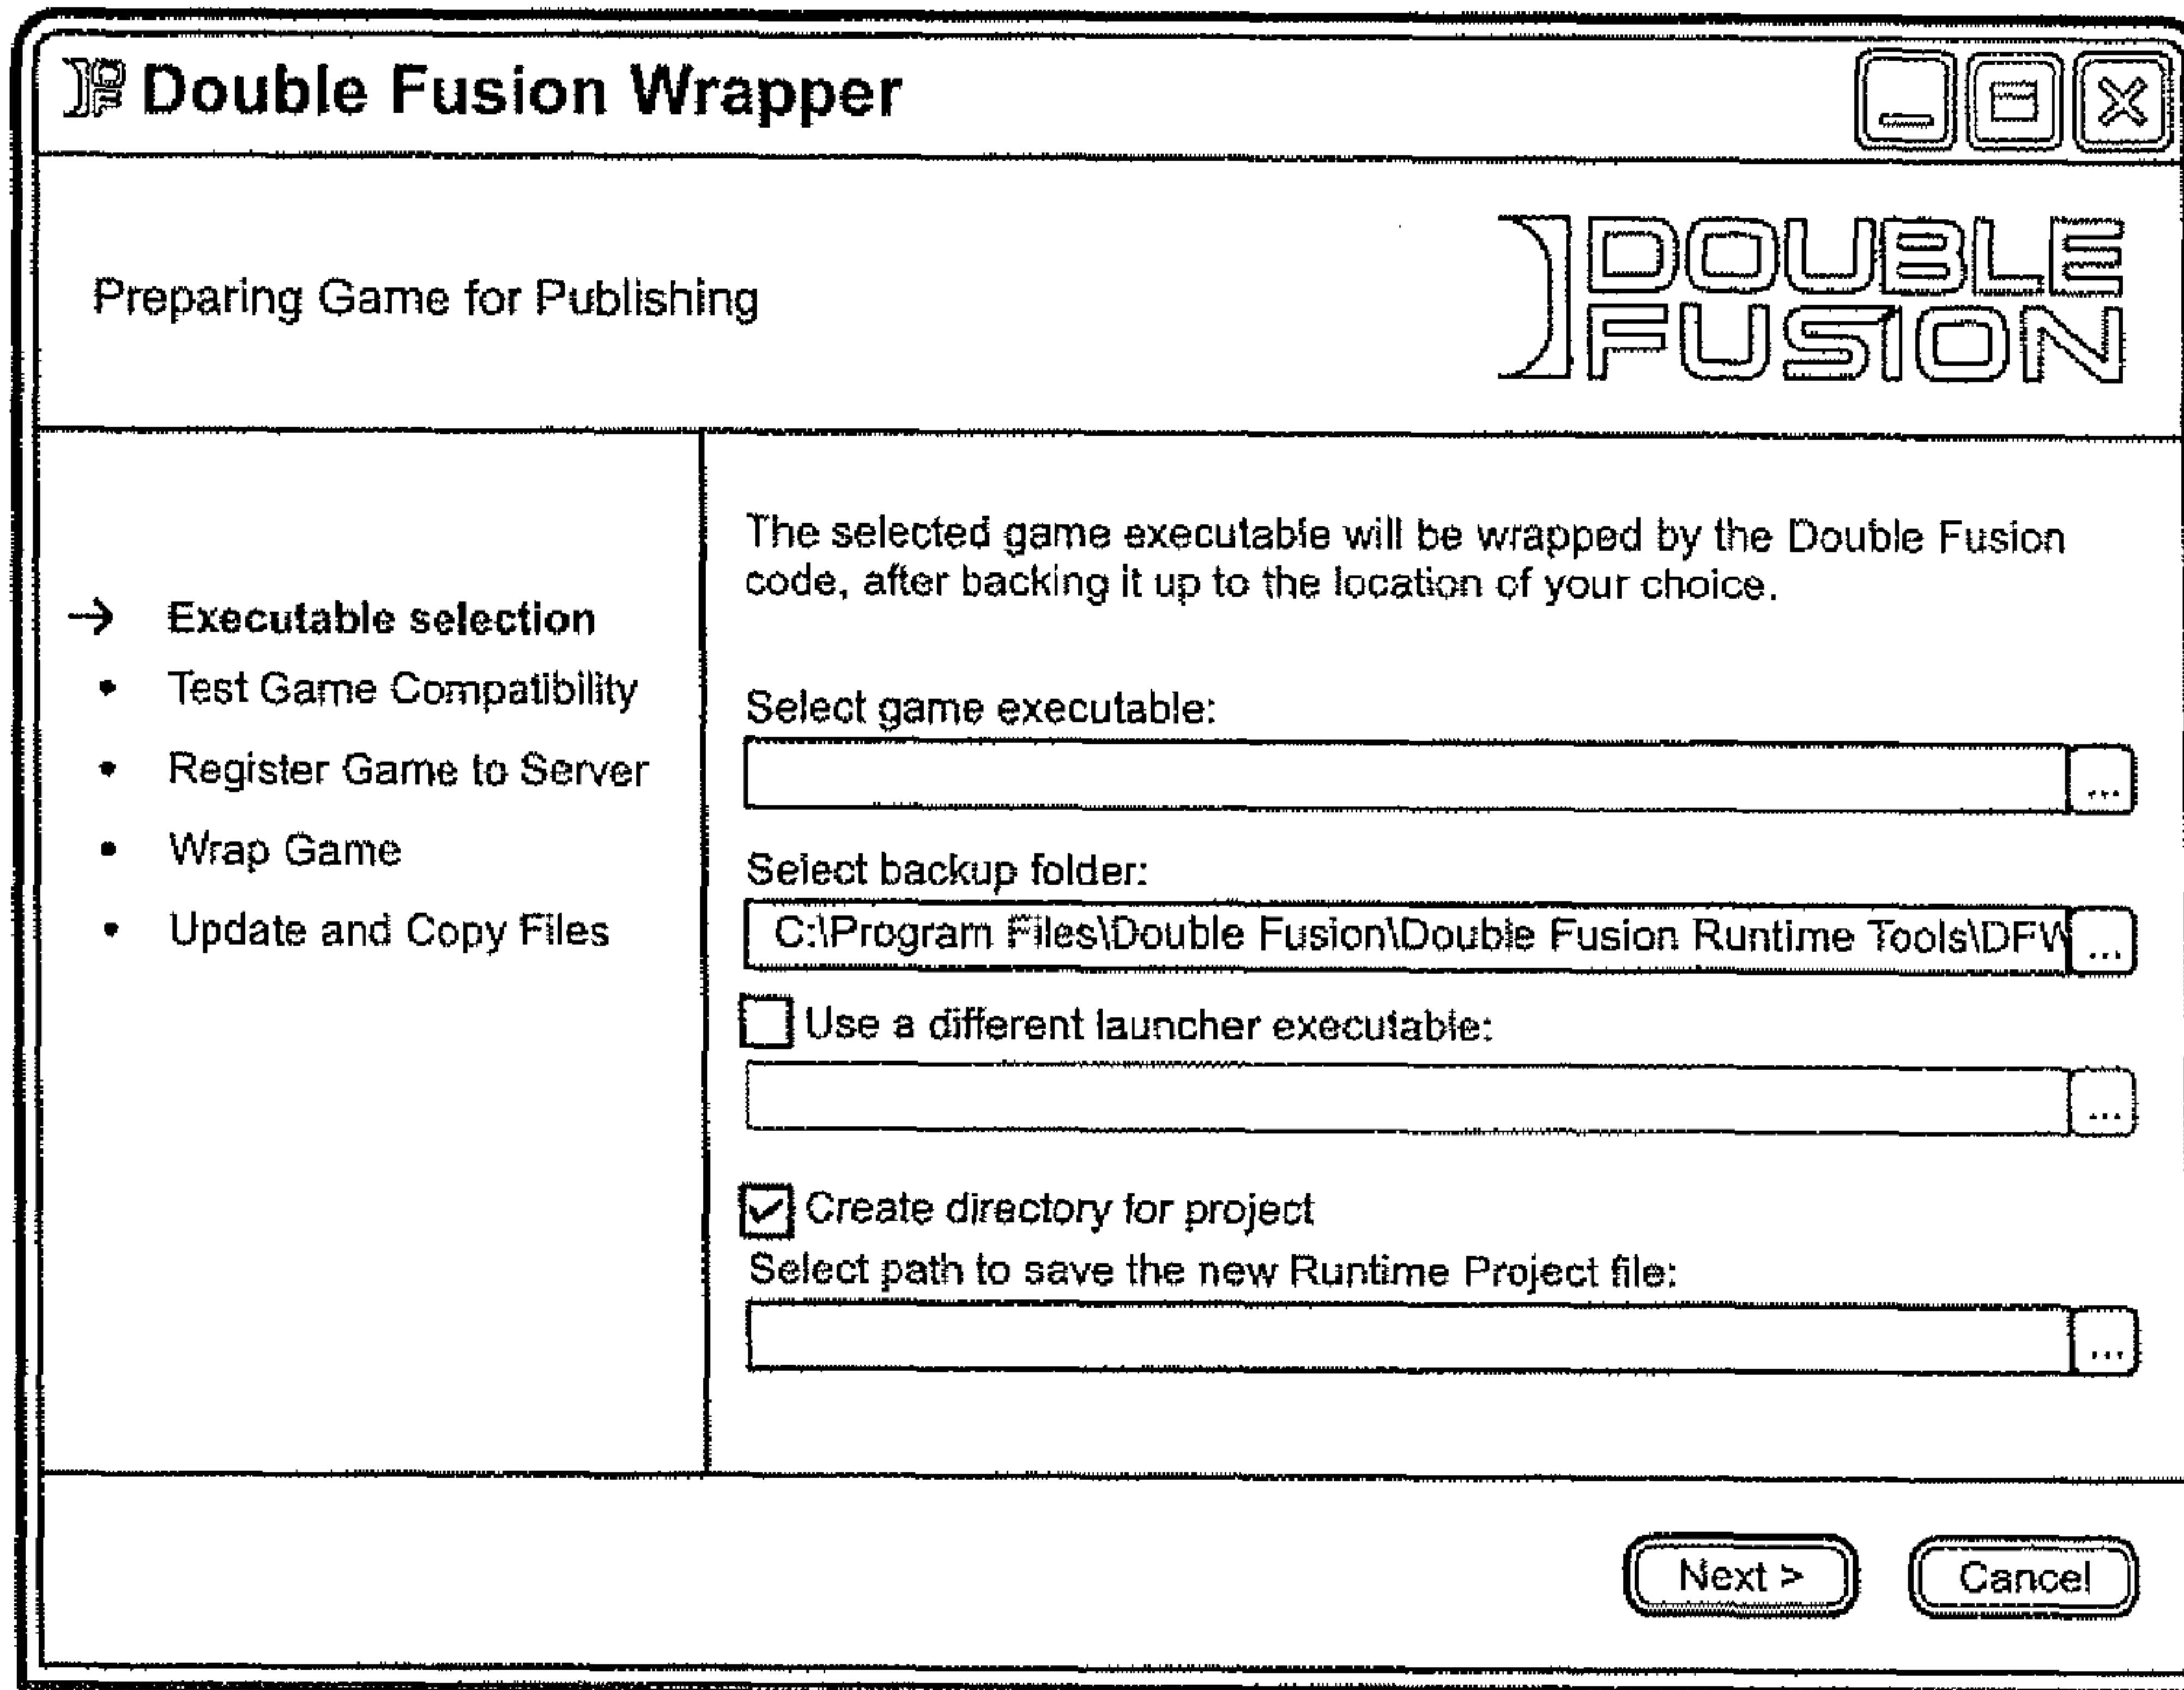 Double Fusion Wrapper
Preparing Game for Publishing
DOUBLE
FUSION
→ Executable selection
• Test Game Compatibility
• Register Game to Server
• Wrap Game
• Update and Copy Files
The selected game executable will be wrapped by the Double Fusion
code, after backing it up to the location of your choice.
Select game executable:
...
Select backup folder:
C:\Program Files\Double Fusion\Double Fusion Runtime Tools\DFW
...
Use a different launcher executable:
...
Create directory for project
Select path to save the new Runtime Project file:
...
Next >
Cancel